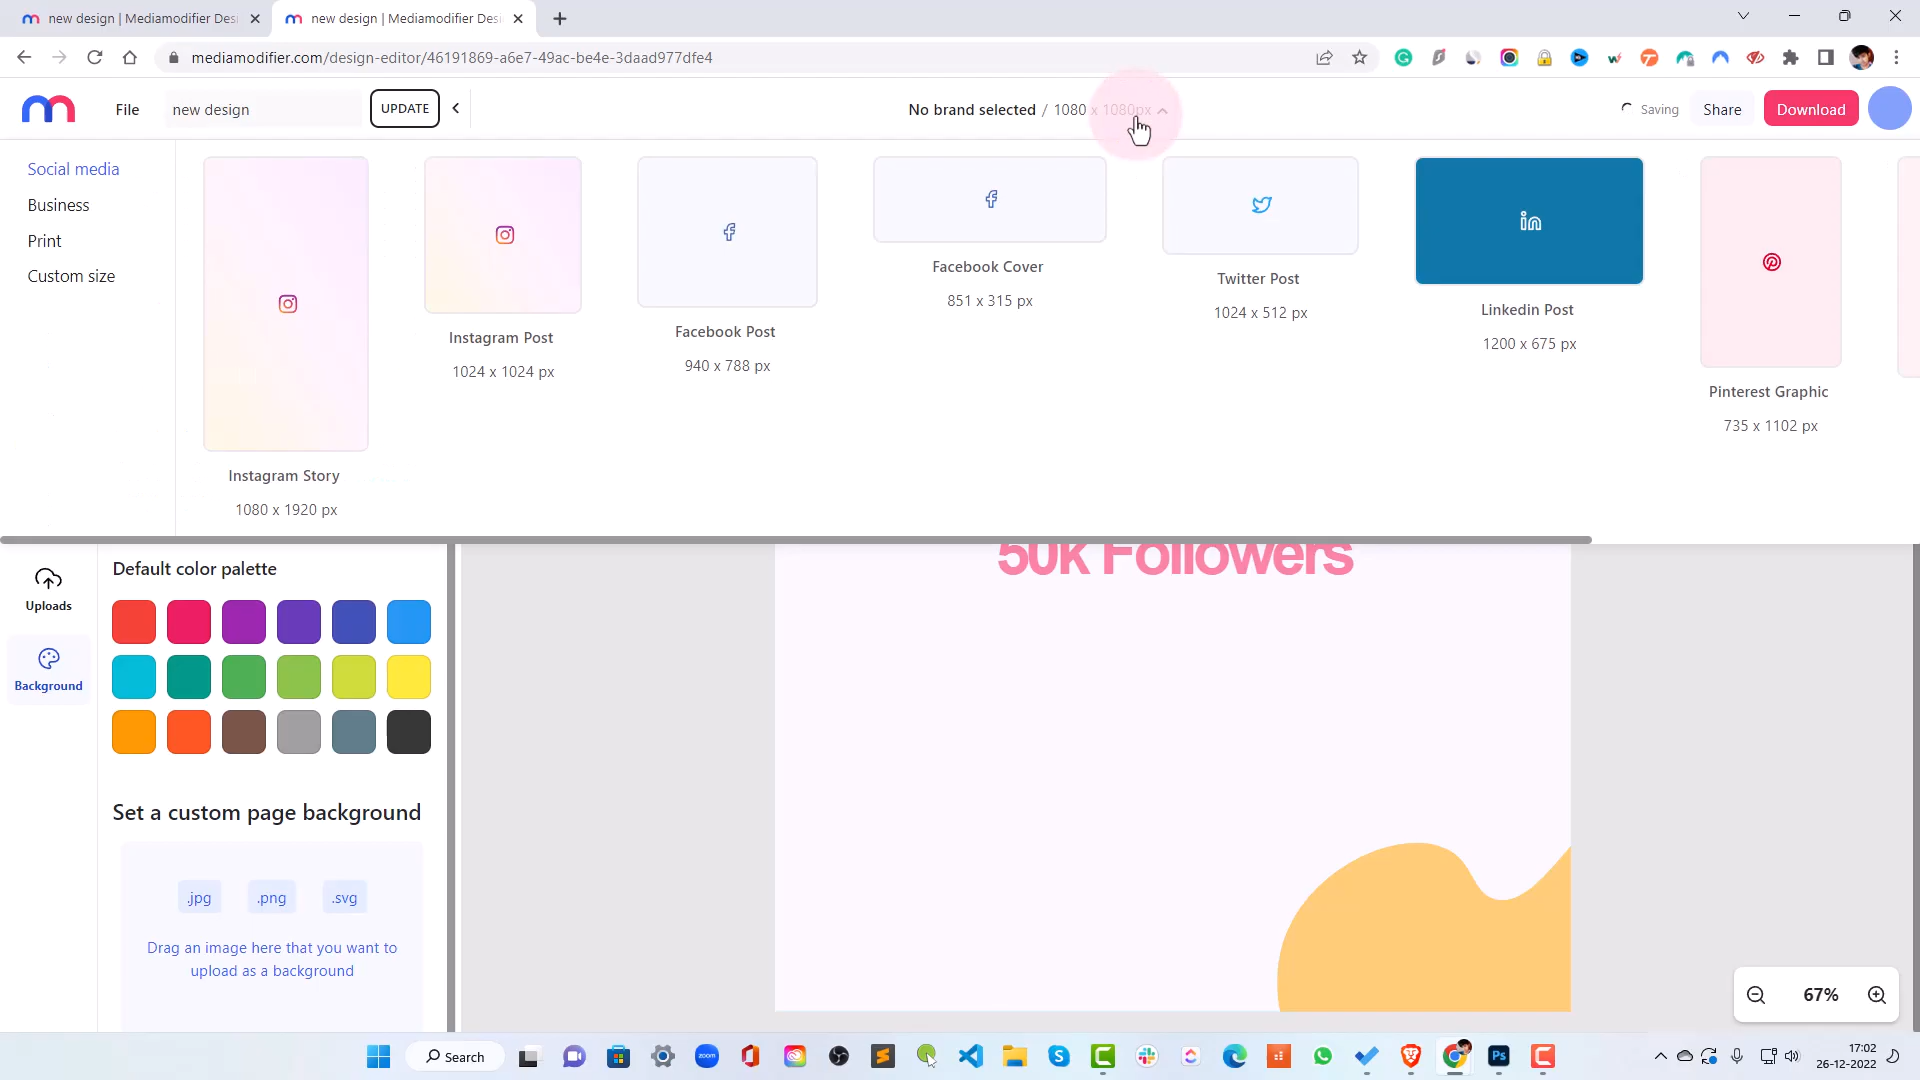 new design | Mediamodifier Des
new design | Mediamodifier Desi
mediamodifier.com/design-editor/46191869-a6e7-49ac-be4e-3daad977dfe4
File
new design
UPDATE
No brand selected / 1080 x 1080px
Saving
Share
Download
Social media
Business
Print
Custom size
Instagram Story
1080 x 1920 px
Instagram Post
1024 x 1024 px
Facebook Post
940 x 788 px
Facebook Cover
851 x 315 px
Twitter Post
1024 x 512 px
Linkedin Post
1200 x 675 px
Pinterest Graphic
735 x 1102 px
50k Followers
Uploads
Background
Default color palette
Set a custom page background
.jpg
.png
.svg
Drag an image here that you want to
upload as a background
67%
Search
zoom
Ps
17:02
26-12-2022